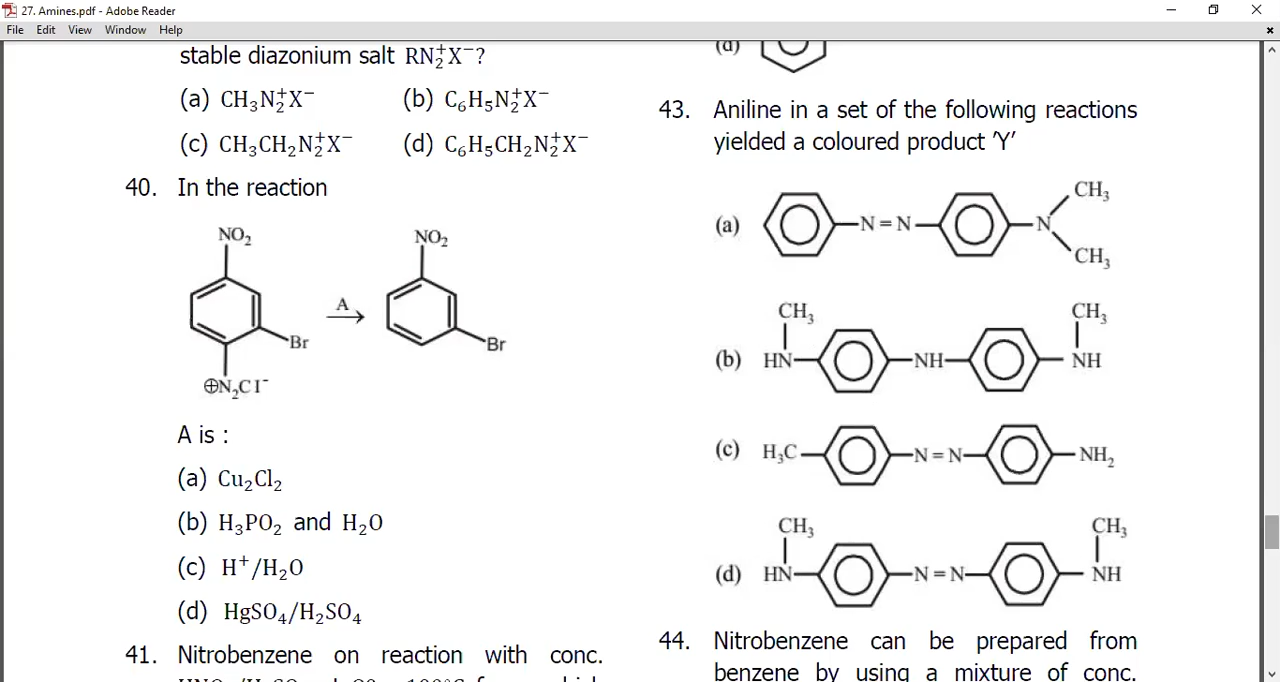 27. Amines.pdf - Adobe Reader
File Edit View Window Help
stable diazonium salt RN₂⁺X⁻?
(a) CH₃N₂⁺X⁻ (b) C₆H₅N₂⁺X⁻
(c) CH₃CH₂N₂⁺X⁻ (d) C₆H₅CH₂N₂⁺X⁻
40. In the reaction
NO₂ NO₂
A
Br Br
⊕N₂Cl⁻
A is :
(a) Cu₂Cl₂
(b) H₃PO₂ and H₂O
(c) H⁺/H₂O
(d) HgSO₄/H₂SO₄
41. Nitrobenzene on reaction with conc.
(d)
43. Aniline in a set of the following reactions
yielded a coloured product 'Y'
CH₃
(a) N=N N
CH₃
CH₃ CH₃
(b) HN NH NH
(c) H₃C N=N NH₂
CH₃ CH₃
(d) HN N=N NH
44. Nitrobenzene can be prepared from
benzene by using a mixture of conc.